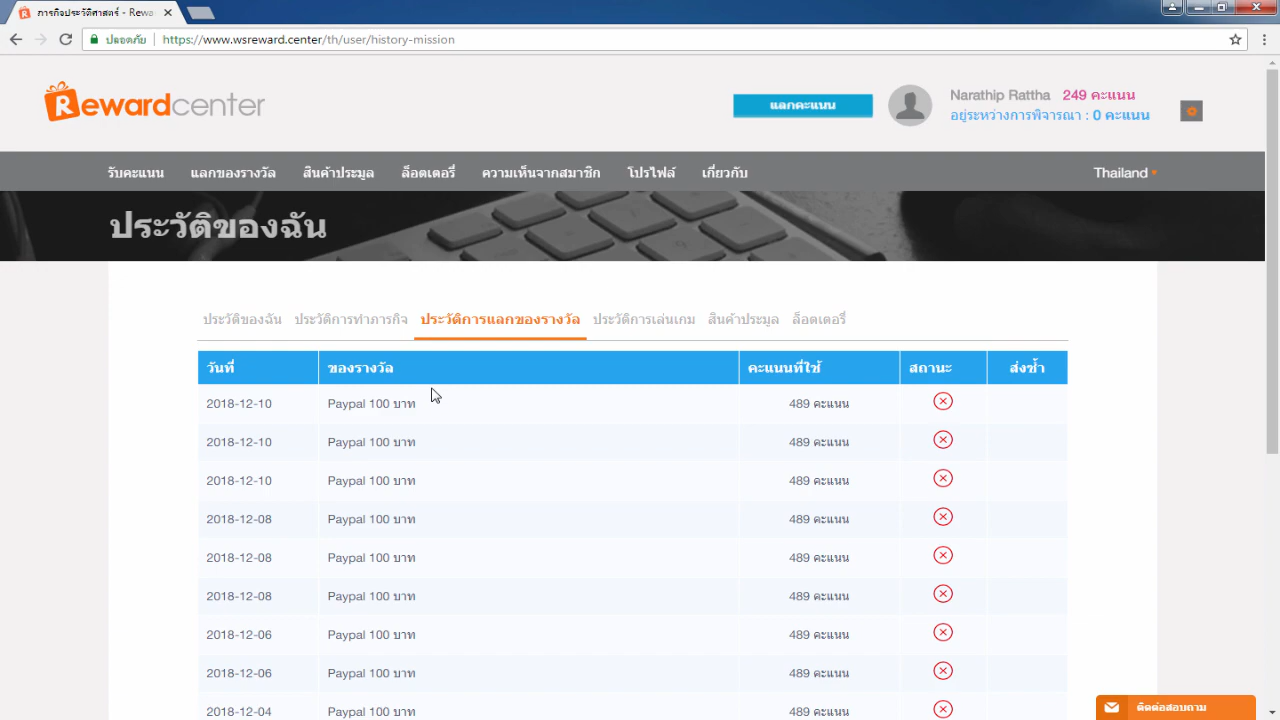 ภารกิจประวัติศาสตร์ - Rewa
ปลอดภัย https://www.wsreward.center/th/user/history-mission
Rewardcenter
แลกคะแนน
Narathip Rattha 249 คะแนน
อยู่ระหว่างการพิจารณา : 0 คะแนน
รับคะแนน แลกของรางวัล สินค้าประมูล ล็อตเตอรี่ ความเห็นจากสมาชิก โปรไฟล์ เกี่ยวกับ Thailand
ประวัติของฉัน
ประวัติของฉัน ประวัติการทำภารกิจ ประวัติการแลกของรางวัล ประวัติการเล่นเกม สินค้าประมูล ล็อตเตอรี่
วันที่ ของรางวัล คะแนนที่ใช้ สถานะ ส่งซ้ำ
2018-12-10 Paypal 100 บาท 489 คะแนน
2018-12-10 Paypal 100 บาท 489 คะแนน
2018-12-10 Paypal 100 บาท 489 คะแนน
2018-12-08 Paypal 100 บาท 489 คะแนน
2018-12-08 Paypal 100 บาท 489 คะแนน
2018-12-08 Paypal 100 บาท 489 คะแนน
2018-12-06 Paypal 100 บาท 489 คะแนน
2018-12-06 Paypal 100 บาท 489 คะแนน
2018-12-04 Paypal 100 บาท 489 คะแนน
ติดต่อสอบถาม